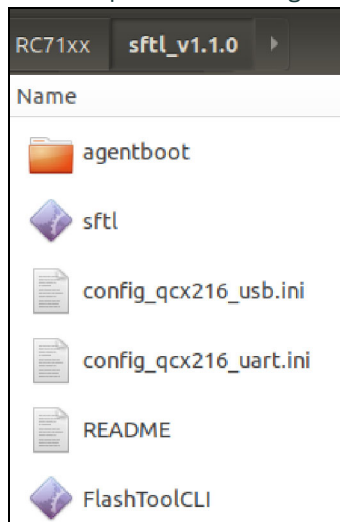 RC71xx sftl_v1.1.0
Name
agentboot
sftl
config_qcx216_usb.ini
config_qcx216_uart.ini
README
FlashToolCLI